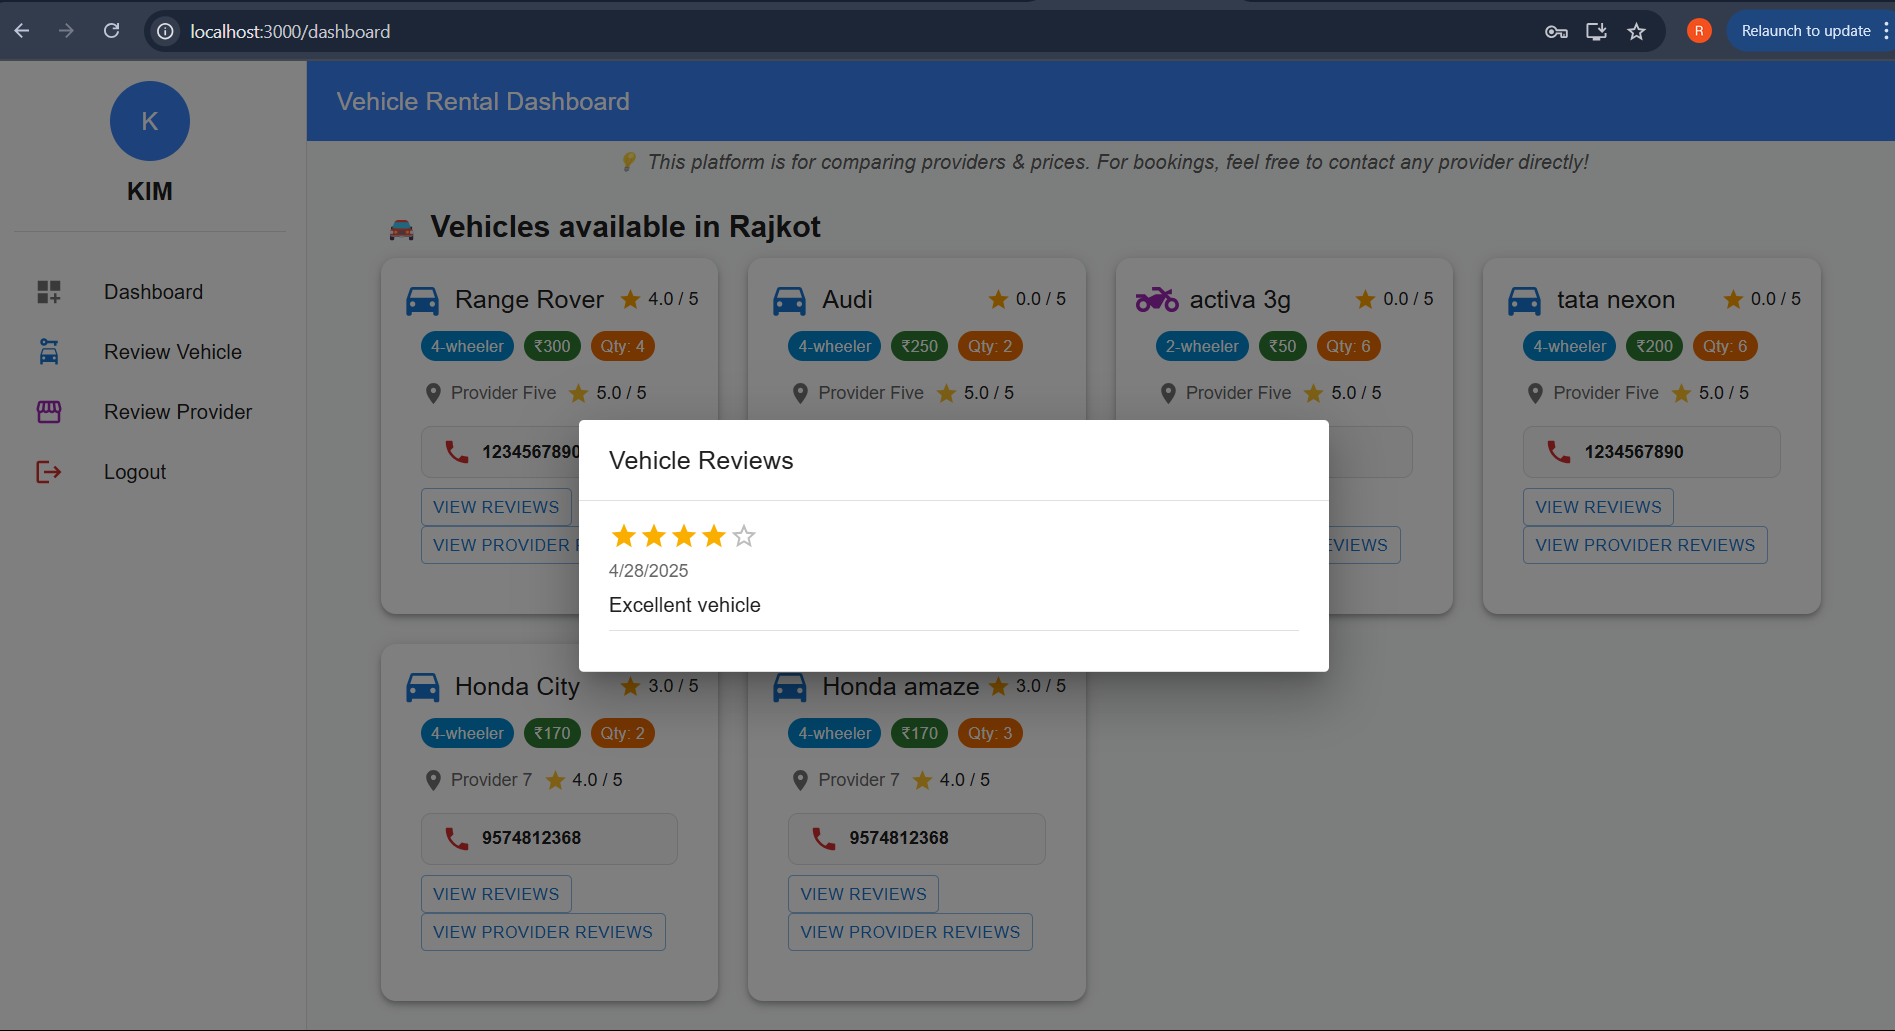 localhost:3000/dashboard
R
Relaunch to update
K
KIM
Dashboard
Review Vehicle
Review Provider
Logout
Vehicle Rental Dashboard
This platform is for comparing providers & prices. For bookings, feel free to contact any provider directly!
Vehicles available in Rajkot
Range Rover 4.0 / 5
4-wheeler ₹300 Qty: 4
Provider Five 5.0 / 5
1234567890
VIEW REVIEWS
VIEW PROVIDER
Audi 0.0 / 5
4-wheeler ₹250 Qty: 2
Provider Five 5.0 / 5
activa 3g 0.0 / 5
2-wheeler ₹50 Qty: 6
Provider Five 5.0 / 5
EVIEWS
tata nexon 0.0 / 5
4-wheeler ₹200 Qty: 6
Provider Five 5.0 / 5
1234567890
VIEW REVIEWS
VIEW PROVIDER REVIEWS
Vehicle Reviews
4/28/2025
Excellent vehicle
Honda City 3.0 / 5
4-wheeler ₹170 Qty: 2
Provider 7 4.0 / 5
9574812368
VIEW REVIEWS
VIEW PROVIDER REVIEWS
Honda amaze 3.0 / 5
4-wheeler ₹170 Qty: 3
Provider 7 4.0 / 5
9574812368
VIEW REVIEWS
VIEW PROVIDER REVIEWS